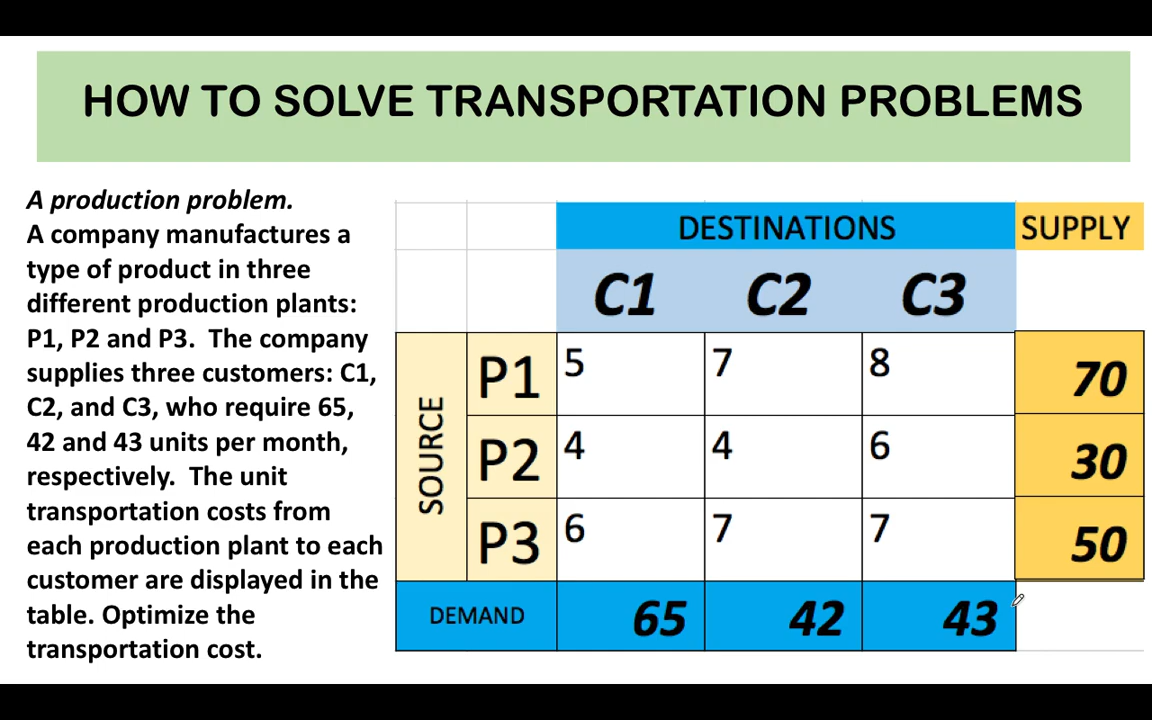 HOW TO SOLVE TRANSPORTATION PROBLEMS
A production problem.
A company manufactures a
type of product in three
different production plants:
P1, P2 and P3.  The company
supplies three customers: C1,
C2, and C3, who require 65,
42 and 43 units per month,
respectively.  The unit
transportation costs from
each production plant to each
customer are displayed in the
table. Optimize the
transportation cost.
DESTINATIONS SUPPLY
C1 C2 C3
SOURCE
P1 5 7 8 70
P2 4 4 6 30
P3 6 7 7 50
DEMAND 65 42 43